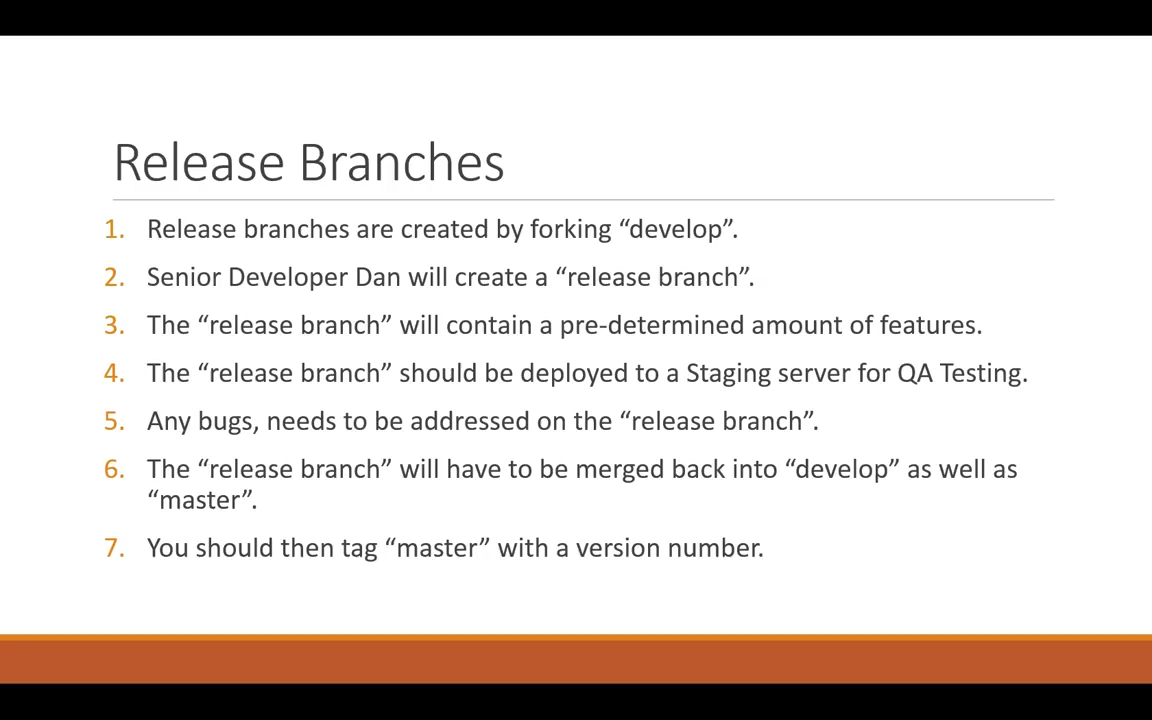 Release Branches
1. Release branches are created by forking “develop”.
2. Senior Developer Dan will create a “release branch”.
3. The “release branch” will contain a pre-determined amount of features.
4. The “release branch” should be deployed to a Staging server for QA Testing.
5. Any bugs, needs to be addressed on the “release branch”.
6. The “release branch” will have to be merged back into “develop” as well as
“master”.
7. You should then tag “master” with a version number.